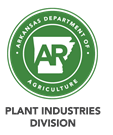 ARKANSAS DEPARTMENT OF
AR
AGRICULTURE
PLANT INDUSTRIES
DIVISION